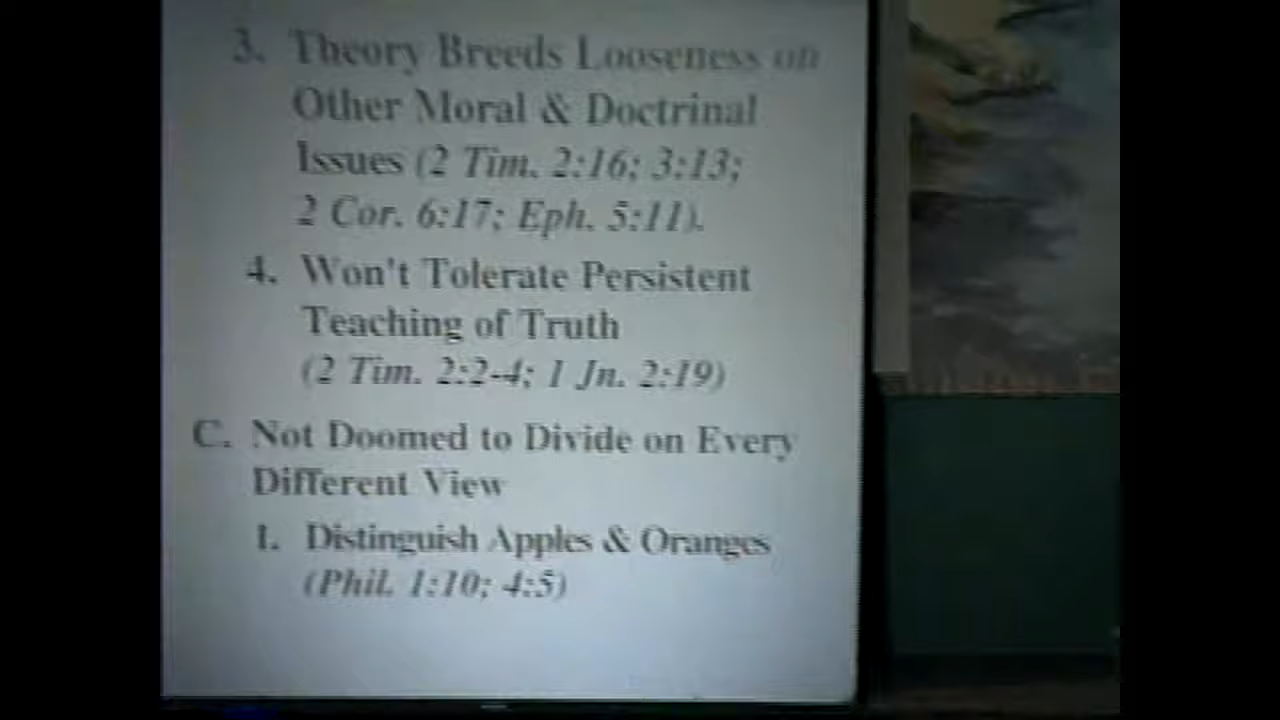 3. Theory Breeds Looseness on
Other Moral & Doctrinal
Issues (2 Tim. 2:16; 3:13;
2 Cor. 6:17; Eph. 5:11).
4. Won't Tolerate Persistent
Teaching of Truth
(2 Tim. 2:2-4; 1 Jn. 2:19)
C. Not Doomed to Divide on Every
Different View
1. Distinguish Apples & Oranges
(Phil. 1:10; 4:5)